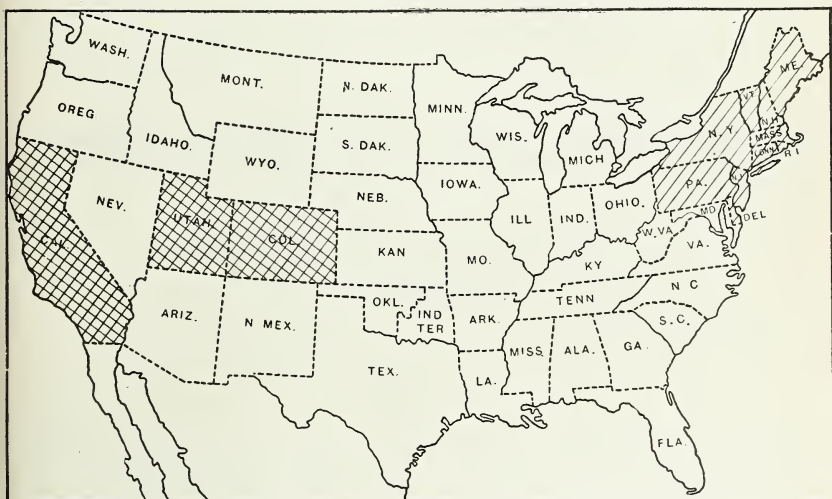 WASH.
MONT.
N. DAK.
MINN.
ME.
VT.
N.H.
OREG
IDAHO.
S. DAK.
WIS.
MICH
N.Y.
MASS
CONN
R I
WYO.
IOWA.
PA.
N.J.
NEV.
UTAH.
COL.
NEB.
ILL
IND.
OHIO.
MD.
DEL
W.VA.
VA.
CAL.
KAN
MO.
KY
N C
ARIZ.
N MEX.
OKL.
IND
TER
ARK.
TENN
S.C.
TEX.
LA.
MISS.
ALA.
GA.
FLA.